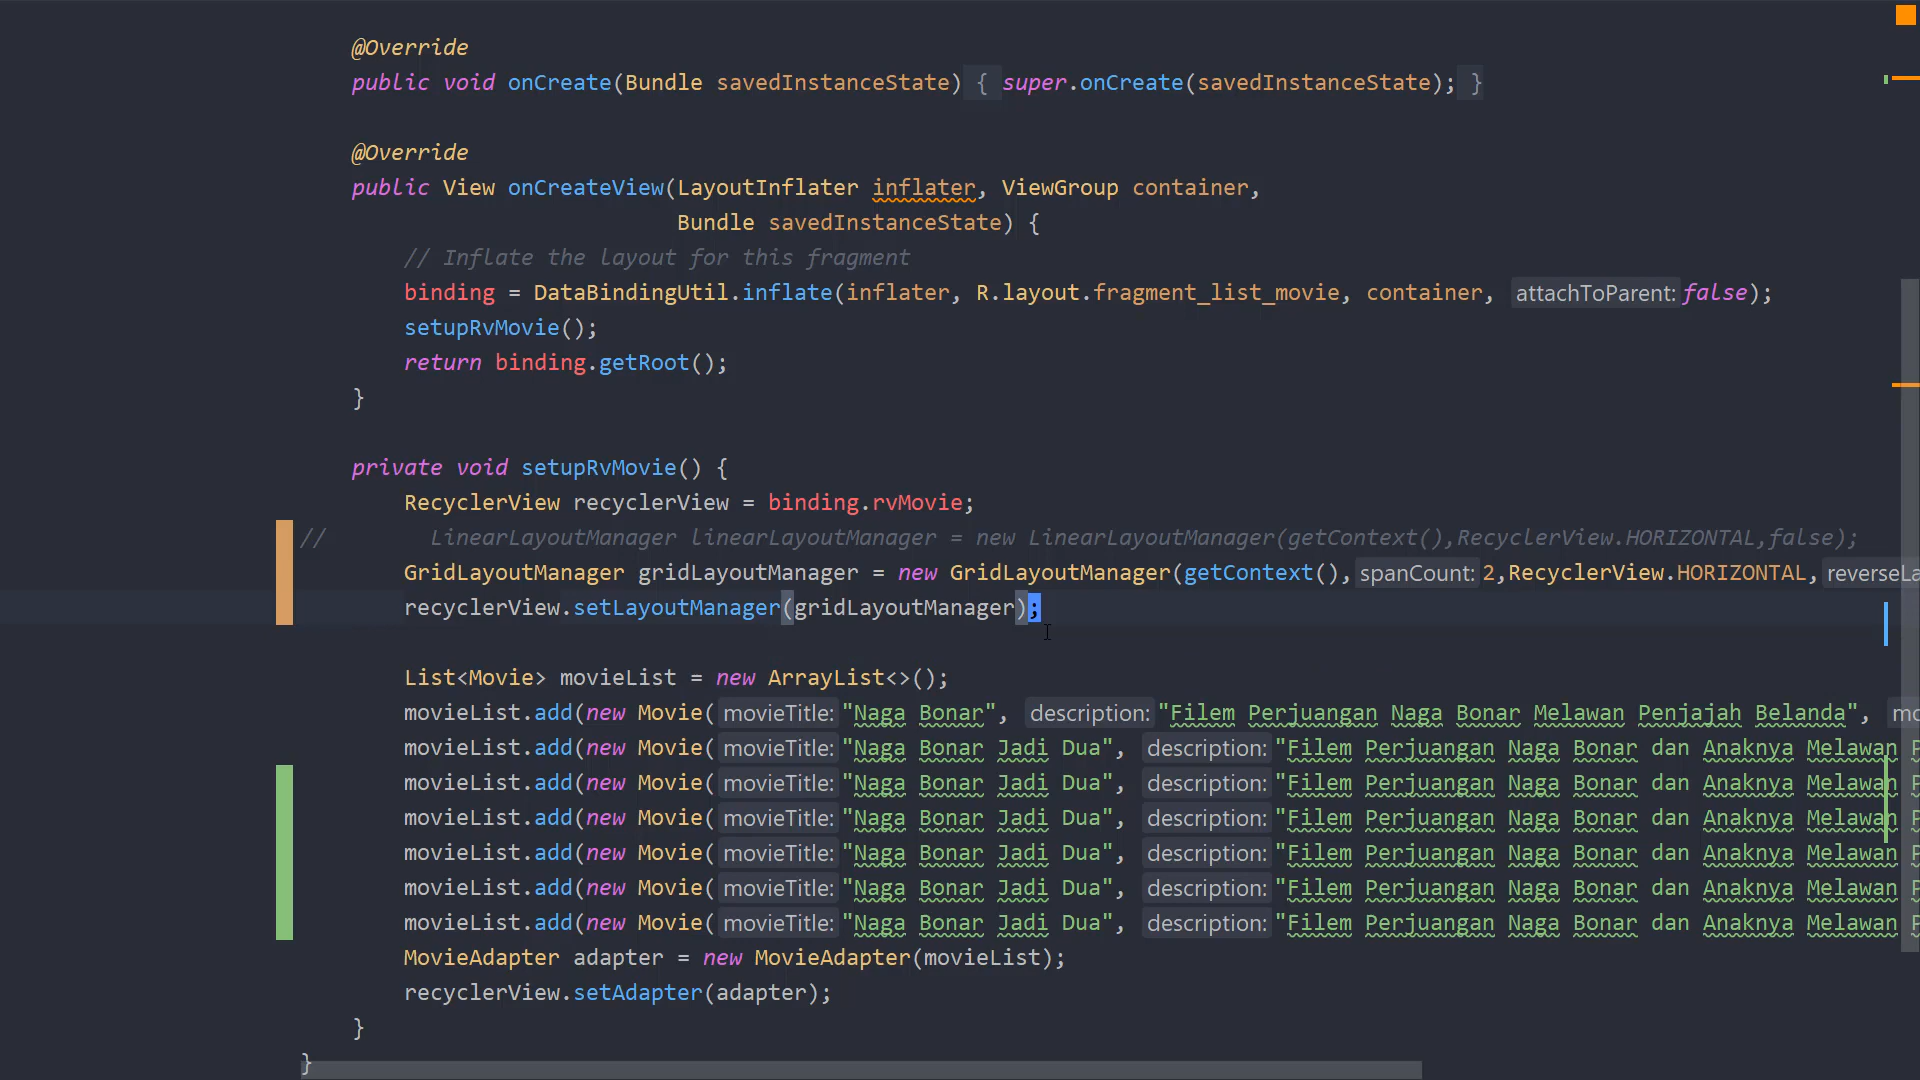 @Override
public void onCreate(Bundle savedInstanceState) { super.onCreate(savedInstanceState); }
@Override
public View onCreateView(LayoutInflater inflater, ViewGroup container,
Bundle savedInstanceState) {
// Inflate the layout for this fragment
binding = DataBindingUtil.inflate(inflater, R.layout.fragment_list_movie, container, attachToParent: false);
setupRvMovie();
return binding.getRoot();
}
private void setupRvMovie() {
RecyclerView recyclerView = binding.rvMovie;
// LinearLayoutManager linearLayoutManager = new LinearLayoutManager(getContext(),RecyclerView.HORIZONTAL,false);
GridLayoutManager gridLayoutManager = new GridLayoutManager(getContext(), spanCount: 2,RecyclerView.HORIZONTAL, reverseLa
recyclerView.setLayoutManager(gridLayoutManager);
List<Movie> movieList = new ArrayList<>();
movieList.add(new Movie( movieTitle: "Naga Bonar", description: "Filem Perjuangan Naga Bonar Melawan Penjajah Belanda", mo
movieList.add(new Movie( movieTitle: "Naga Bonar Jadi Dua", description: "Filem Perjuangan Naga Bonar dan Anaknya Melawan P
movieList.add(new Movie( movieTitle: "Naga Bonar Jadi Dua", description: "Filem Perjuangan Naga Bonar dan Anaknya Melawan P
movieList.add(new Movie( movieTitle: "Naga Bonar Jadi Dua", description: "Filem Perjuangan Naga Bonar dan Anaknya Melawan P
movieList.add(new Movie( movieTitle: "Naga Bonar Jadi Dua", description: "Filem Perjuangan Naga Bonar dan Anaknya Melawan P
movieList.add(new Movie( movieTitle: "Naga Bonar Jadi Dua", description: "Filem Perjuangan Naga Bonar dan Anaknya Melawan P
movieList.add(new Movie( movieTitle: "Naga Bonar Jadi Dua", description: "Filem Perjuangan Naga Bonar dan Anaknya Melawan P
MovieAdapter adapter = new MovieAdapter(movieList);
recyclerView.setAdapter(adapter);
}
}